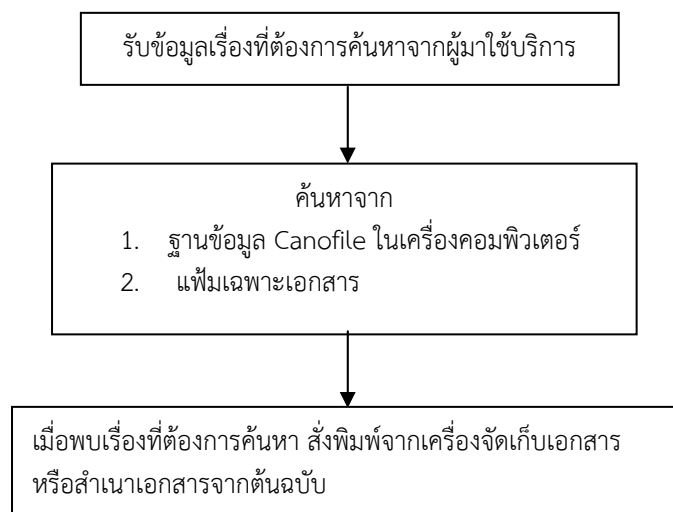 รับข้อมูลเรื่องที่ต้องการค้นหาจากผู้มาใช้บริการ
ค้นหาจาก
1. ฐานข้อมูล Canofile ในเครื่องคอมพิวเตอร์
2. แฟ้มเฉพาะเอกสาร
เมื่อพบเรื่องที่ต้องการค้นหา สั่งพิมพ์จากเครื่องจัดเก็บเอกสาร
หรือสำเนาเอกสารจากต้นฉบับ